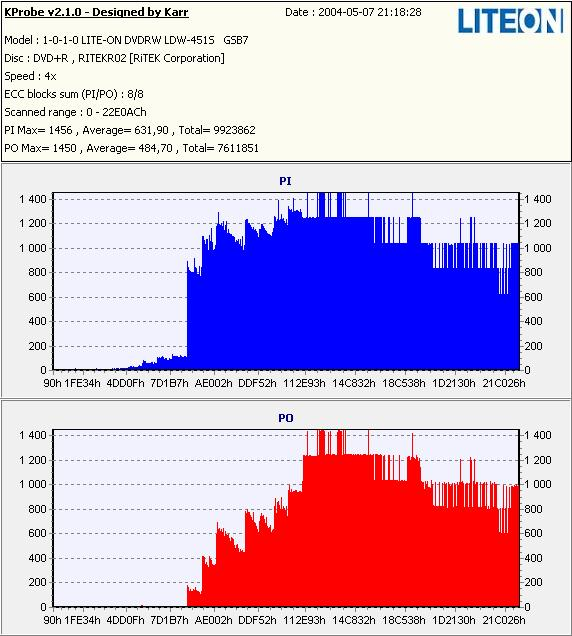 KProbe v2.1.0 - Designed by Karr
Date : 2004-05-07 21:18:28
LITEON
Model : 1-0-1-0 LITE-ON DVDRW LDW-451S GSB7
Disc : DVD+R , RITEKR02 [RiTEK Corporation]
Speed : 4x
ECC blocks sum (PI/PO) : 8/8
Scanned range : 0 - 22E0ACh
PI Max= 1456 , Average= 631,90 , Total= 9923862
PO Max= 1450 , Average= 484,70 , Total= 7611851
PI
1 400 1 400
1 200 1 200
1 000 1 000
800 800
600 600
400 400
200 200
0 0
90h 1FE34h 4DD0Fh 7D1B7h AE002h DDF52h 112E93h 14C832h 18C538h 1D2130h 21C026h
PO
1 400 1 400
1 200 1 200
1 000 1 000
800 800
600 600
400 400
200 200
0 0
90h 1FE34h 4DD0Fh 7D1B7h AE002h DDF52h 112E93h 14C832h 18C538h 1D2130h 21C026h